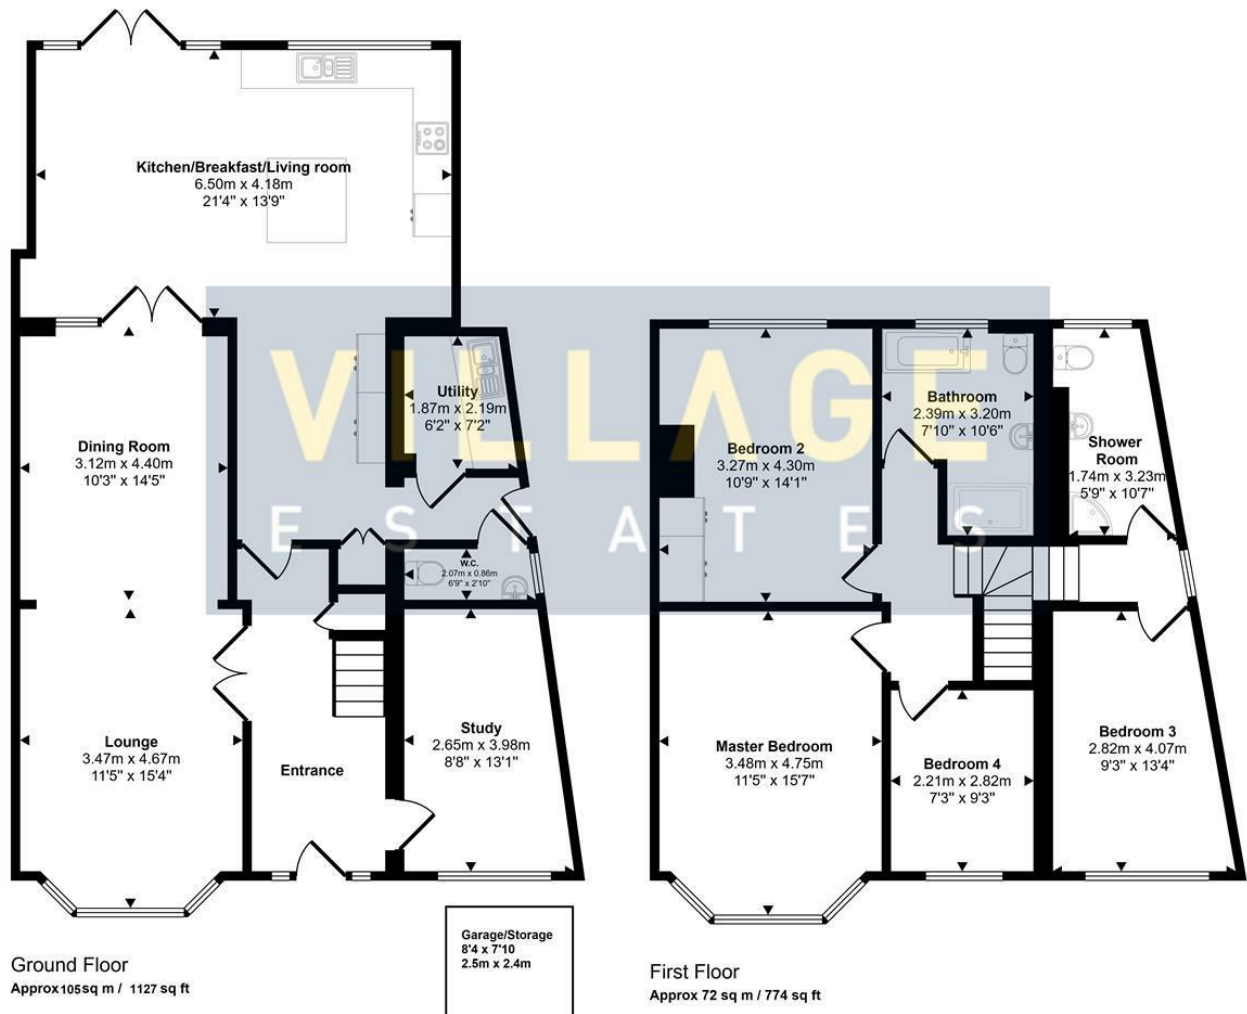 Kitchen/Breakfast/Living room
6.50m x 4.18m
21'4" x 13'9"
VILLAGE
ESTATES
Utility
1.87m x 2.19m
6'2" x 7'2"
Dining Room
3.12m x 4.40m
10'3" x 14'5"
W.C.
2.07m x 0.86m
6'9" x 2'10"
Lounge
3.47m x 4.67m
11'5" x 15'4"
Entrance
Study
2.65m x 3.98m
8'8" x 13'1"
Bedroom 2
3.27m x 4.30m
10'9" x 14'1"
Bathroom
2.39m x 3.20m
7'10" x 10'6"
Shower
Room
1.74m x 3.23m
5'9" x 10'7"
Master Bedroom
3.48m x 4.75m
11'5" x 15'7"
Bedroom 4
2.21m x 2.82m
7'3" x 9'3"
Bedroom 3
2.82m x 4.07m
9'3" x 13'4"
Garage/Storage
8'4 x 7'10
2.5m x 2.4m
Ground Floor
Approx 105 sq m / 1127 sq ft
First Floor
Approx 72 sq m / 774 sq ft